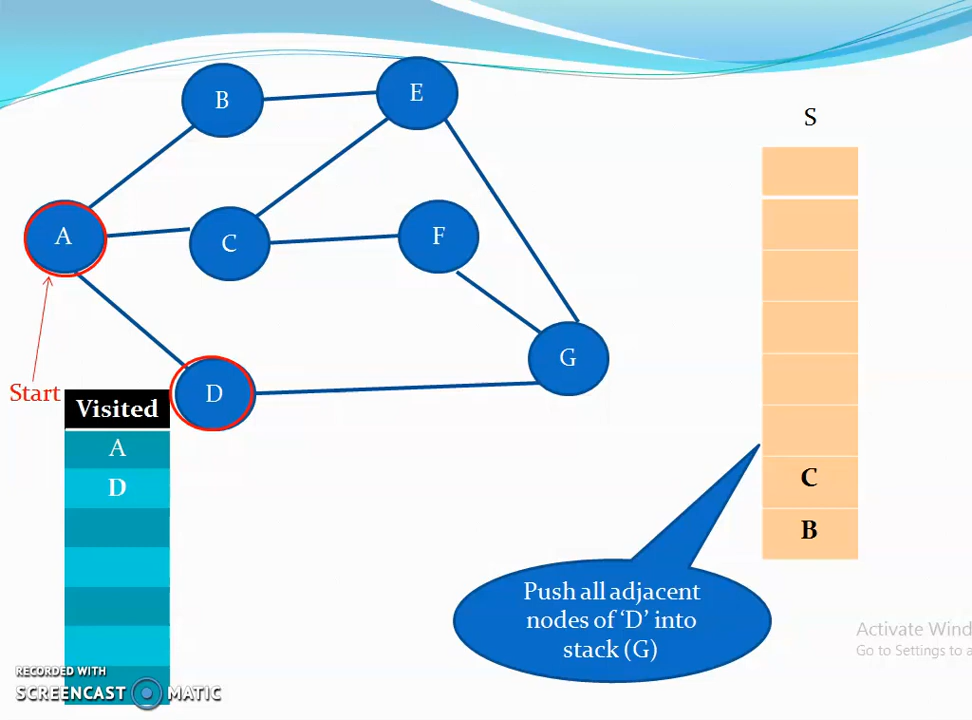 B
E
S
A
C
F
G
Start
D
Visited
A
D
C
B
Push all adjacent
nodes of ‘D’ into
stack (G)
Activate Wind
Go to Settings to a
RECORDED WITH
SCREENCAST MATIC